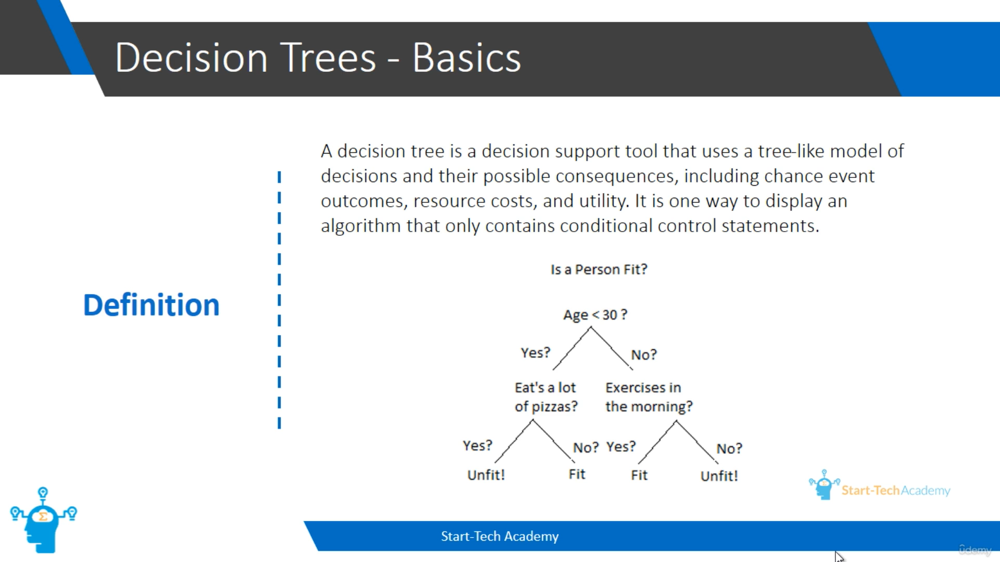 Decision Trees - Basics
A decision tree is a decision support tool that uses a tree-like model of
decisions and their possible consequences, including chance event
outcomes, resource costs, and utility. It is one way to display an
algorithm that only contains conditional control statements.
Definition
Is a Person Fit?
Age < 30 ?
Yes? No?
Eat's a lot Exercises in
of pizzas? the morning?
Yes? No? Yes? No?
Unfit! Fit Fit Unfit!
Start-Tech Academy
Σ
Start-Tech Academy
udemy